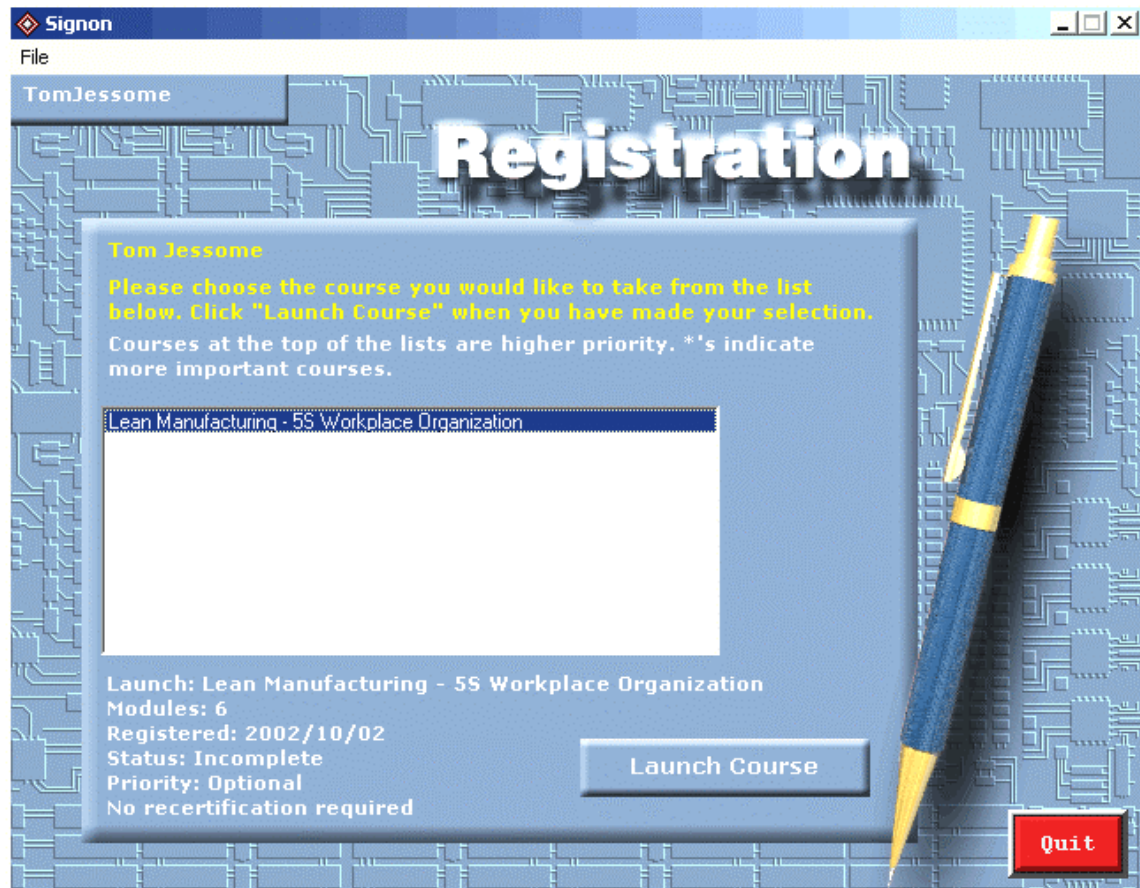 Signon
File
TomJessome
Registration
Tom Jessome
Please choose the course you would like to take from the list
below. Click "Launch Course" when you have made your selection.
Courses at the top of the lists are higher priority. *'s indicate
more important courses.
Lean Manufacturing - 5S Workplace Organization
Launch: Lean Manufacturing - 5S Workplace Organization
Modules: 6
Registered: 2002/10/02
Status: Incomplete
Priority: Optional
No recertification required
Launch Course
Quit